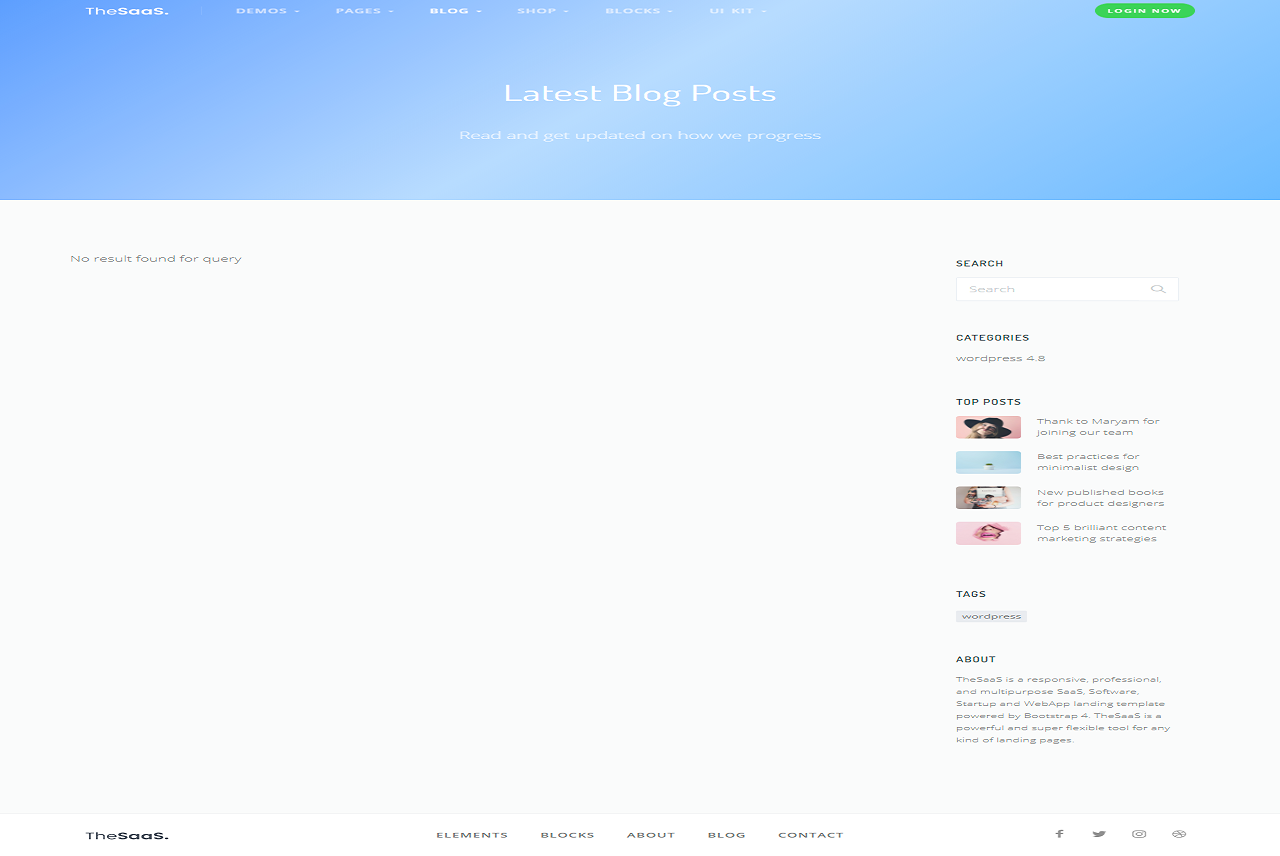 TheSaaS.
DEMOS
PAGES
BLOG
SHOP
BLOCKS
UI KIT
LOGIN NOW
Latest Blog Posts
Read and get updated on how we progress
No result found for query
SEARCH
Search
CATEGORIES
wordpress 4.8
TOP POSTS
Thank to Maryam for
joining our team
Best practices for
minimalist design
New published books
for product designers
Top 5 brilliant content
marketing strategies
TAGS
wordpress
ABOUT
TheSaaS is a responsive, professional,
and multipurpose SaaS, Software,
Startup and WebApp landing template
powered by Bootstrap 4. TheSaaS is a
powerful and super flexible tool for any
kind of landing pages.
TheSaaS.
ELEMENTS
BLOCKS
ABOUT
BLOG
CONTACT